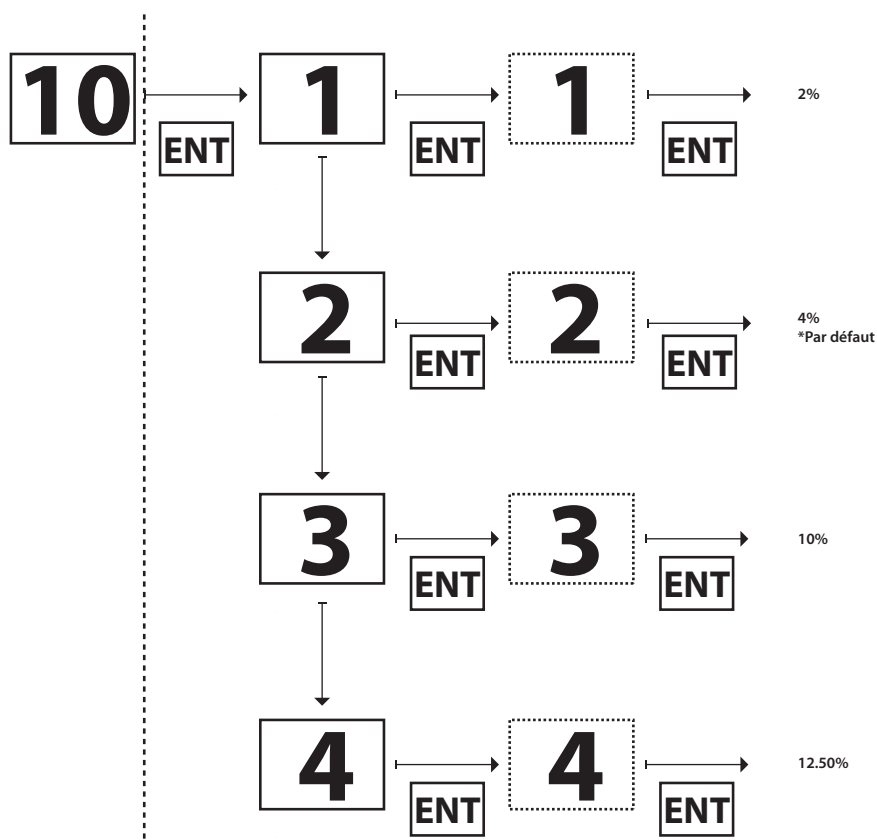 10
ENT
1
ENT
1
ENT
2%
2
ENT
2
ENT
4%
*Par défaut
3
ENT
3
ENT
10%
4
ENT
4
ENT
12.50%